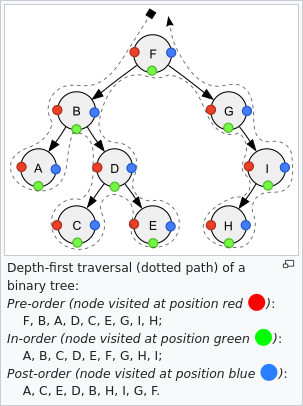 F
B
G
A
D
I
C
E
H
Depth-first traversal (dotted path) of a
binary tree:
Pre-order (node visited at position red ):
F, B, A, D, C, E, G, I, H;
In-order (node visited at position green ):
A, B, C, D, E, F, G, H, I;
Post-order (node visited at position blue ):
A, C, E, D, B, H, I, G, F.